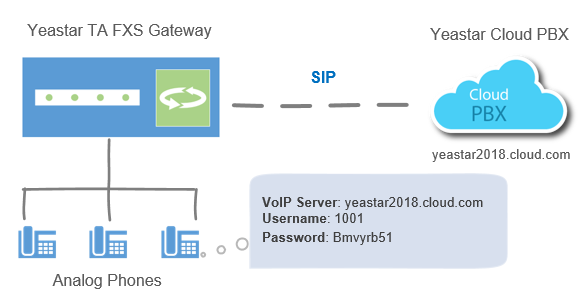 Yeastar TA FXS Gateway
Yeastar Cloud PBX
SIP
Cloud
PBX
yeastar2018.cloud.com
VoIP Server: yeastar2018.cloud.com
Username: 1001
Password: Bmvyrb51
Analog Phones